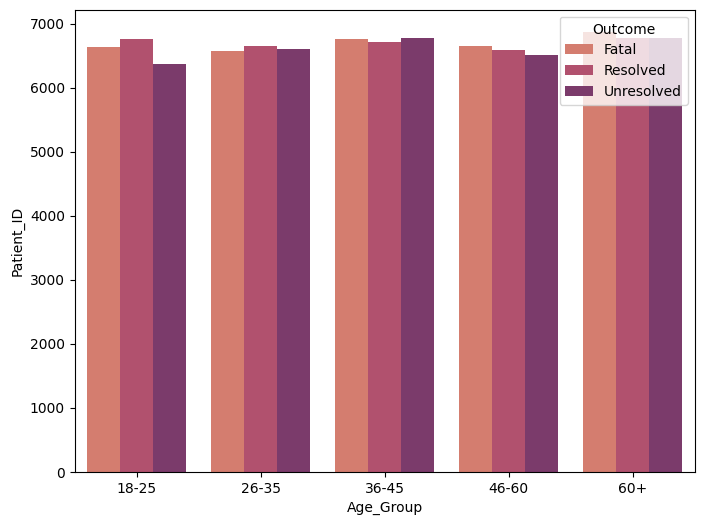 7000
6000
5000
4000
3000
2000
1000
0
Patient_ID
Outcome
Fatal
Resolved
Unresolved
18-25
26-35
36-45
46-60
60+
Age_Group